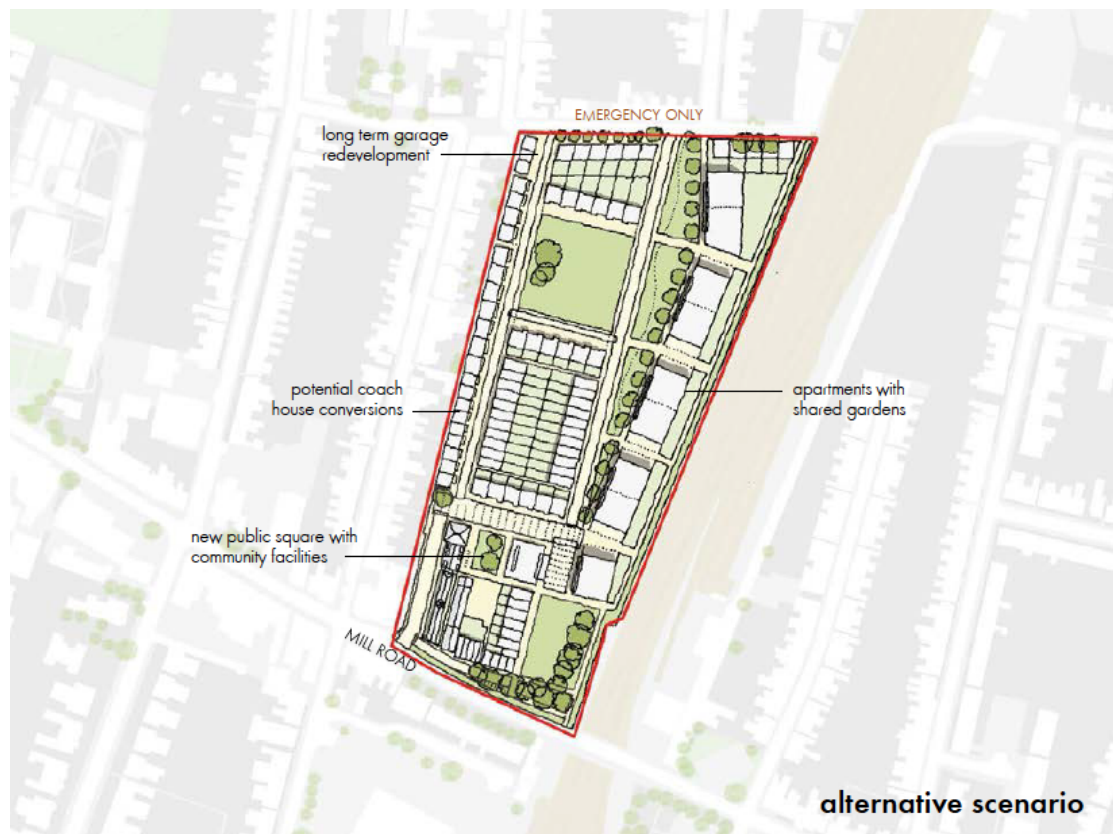 EMERGENCY ONLY
long term garage
redevelopment
potential coach
house conversions
apartments with
shared gardens
new public square with
community facilities
MILL ROAD
alternative scenario